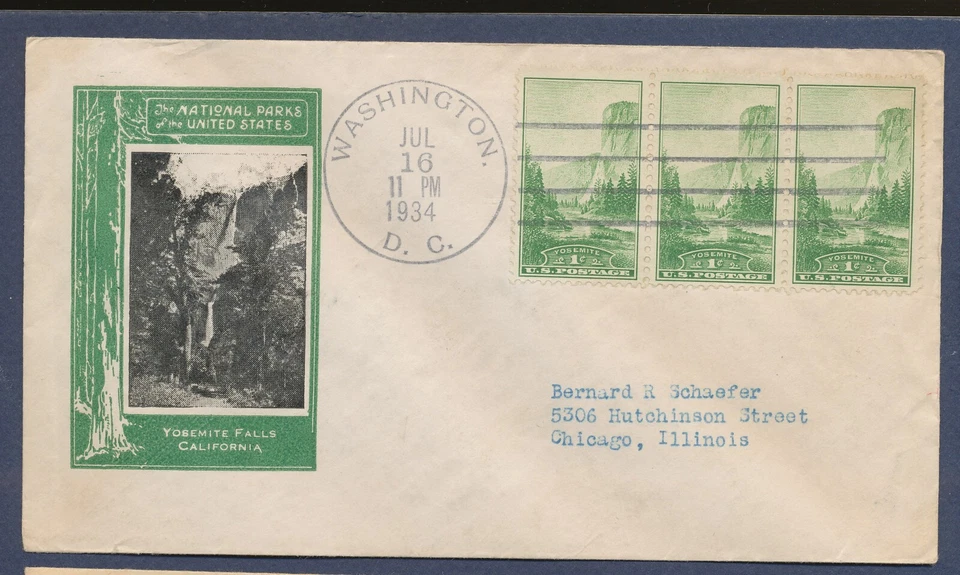 The NATIONAL PARKS
of the UNITED STATES
YOSEMITE FALLS
CALIFORNIA
WASHINGTON.
JUL
16
11 PM
1934
D. C.
YOSEMITE
1¢
U.S. POSTAGE
YOSEMITE
1¢
U.S. POSTAGE
YOSEMITE
1¢
U.S. POSTAGE
Bernard R Schaefer
5306 Hutchinson Street
Chicago, Illinois